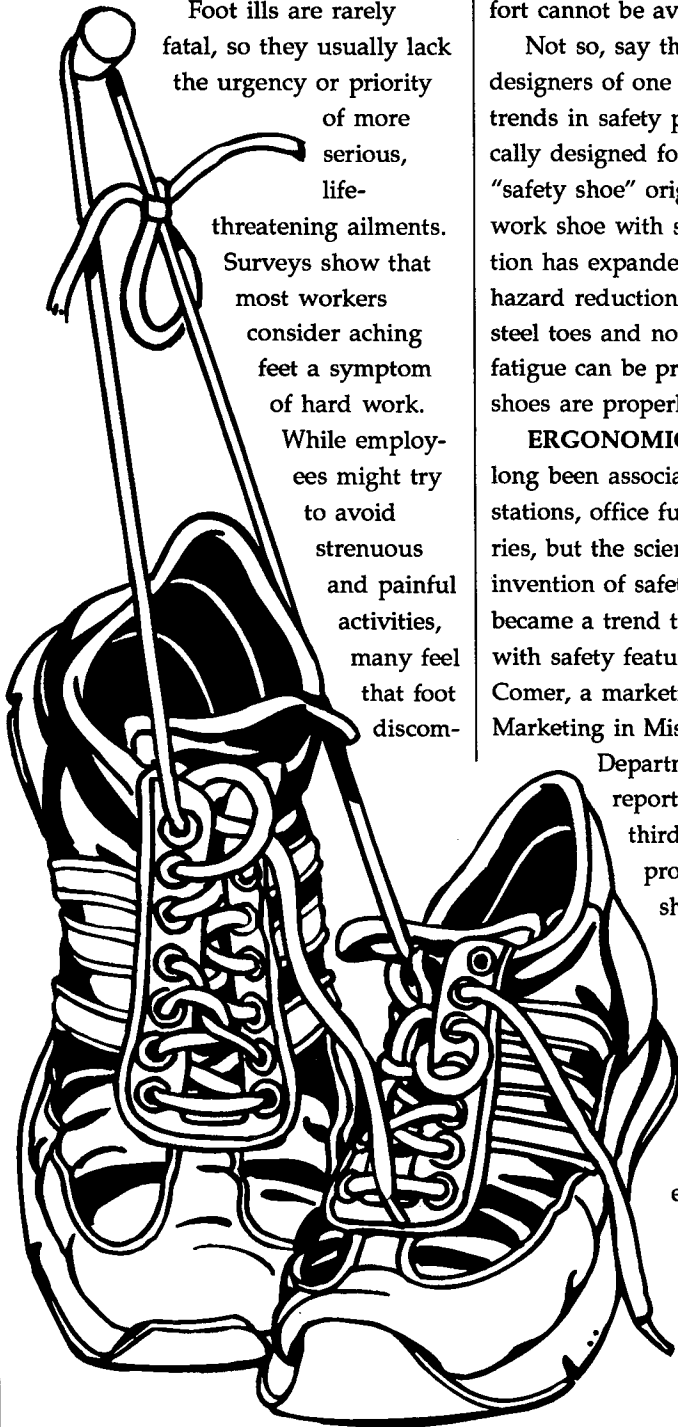 Foot ills are rarely
fatal, so they usually lack
the urgency or priority
of more
serious,
life-
threatening ailments.
Surveys show that
most workers
consider aching
feet a symptom
of hard work.
While employ-
ees might try
to avoid
strenuous
and painful
activities,
many feel
that foot
discom-
fort cannot be av
Not so, say th
designers of one
trends in safety p
cally designed fo
"safety shoe" orig
work shoe with s
tion has expande
hazard reduction
steel toes and no
fatigue can be pr
shoes are properl
ERGONOMIC
long been associa
stations, office fu
ries, but the scien
invention of safet
became a trend t
with safety featu
Comer, a market
Marketing in Mis
Departm
report
third
pro
sh
e